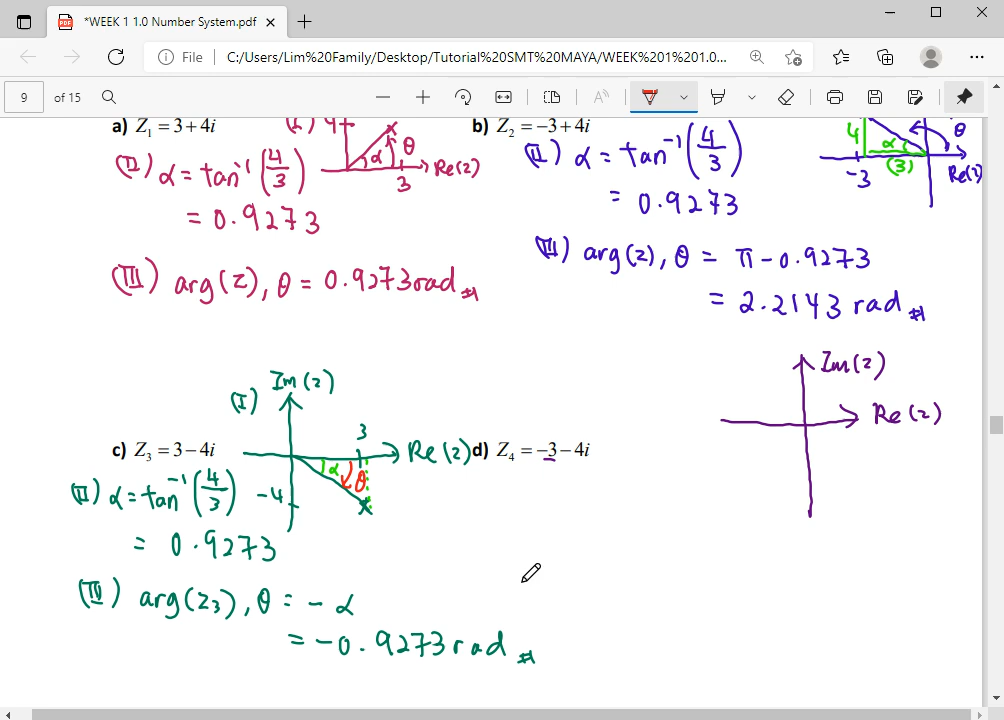 *WEEK 1 1.0 Number System.pdf
File C:/Users/Lim%20Family/Desktop/Tutorial%20SMT%20MAYA/WEEK%201%201.0...
9 of 15
a) Z₁ = 3 + 4i
(I) 4
α θ
3 Re(z)
(II) α = tan⁻¹(4/3)
= 0.9273
(III) arg(z), θ = 0.9273 rad #
b) Z₂ = −3 + 4i
4 α θ
−3 (3) Re(z)
(II) α = tan⁻¹(4/3)
= 0.9273
(III) arg(z), θ = π − 0.9273
= 2.2143 rad #
c) Z₃ = 3 − 4i
(I) Im(z)
3 Re(z)
α θ
−4
(II) α = tan⁻¹(4/3)
= 0.9273
(III) arg(z₃), θ = − α
= −0.9273 rad #
d) Z₄ = −3 − 4i
Im(z)
Re(z)